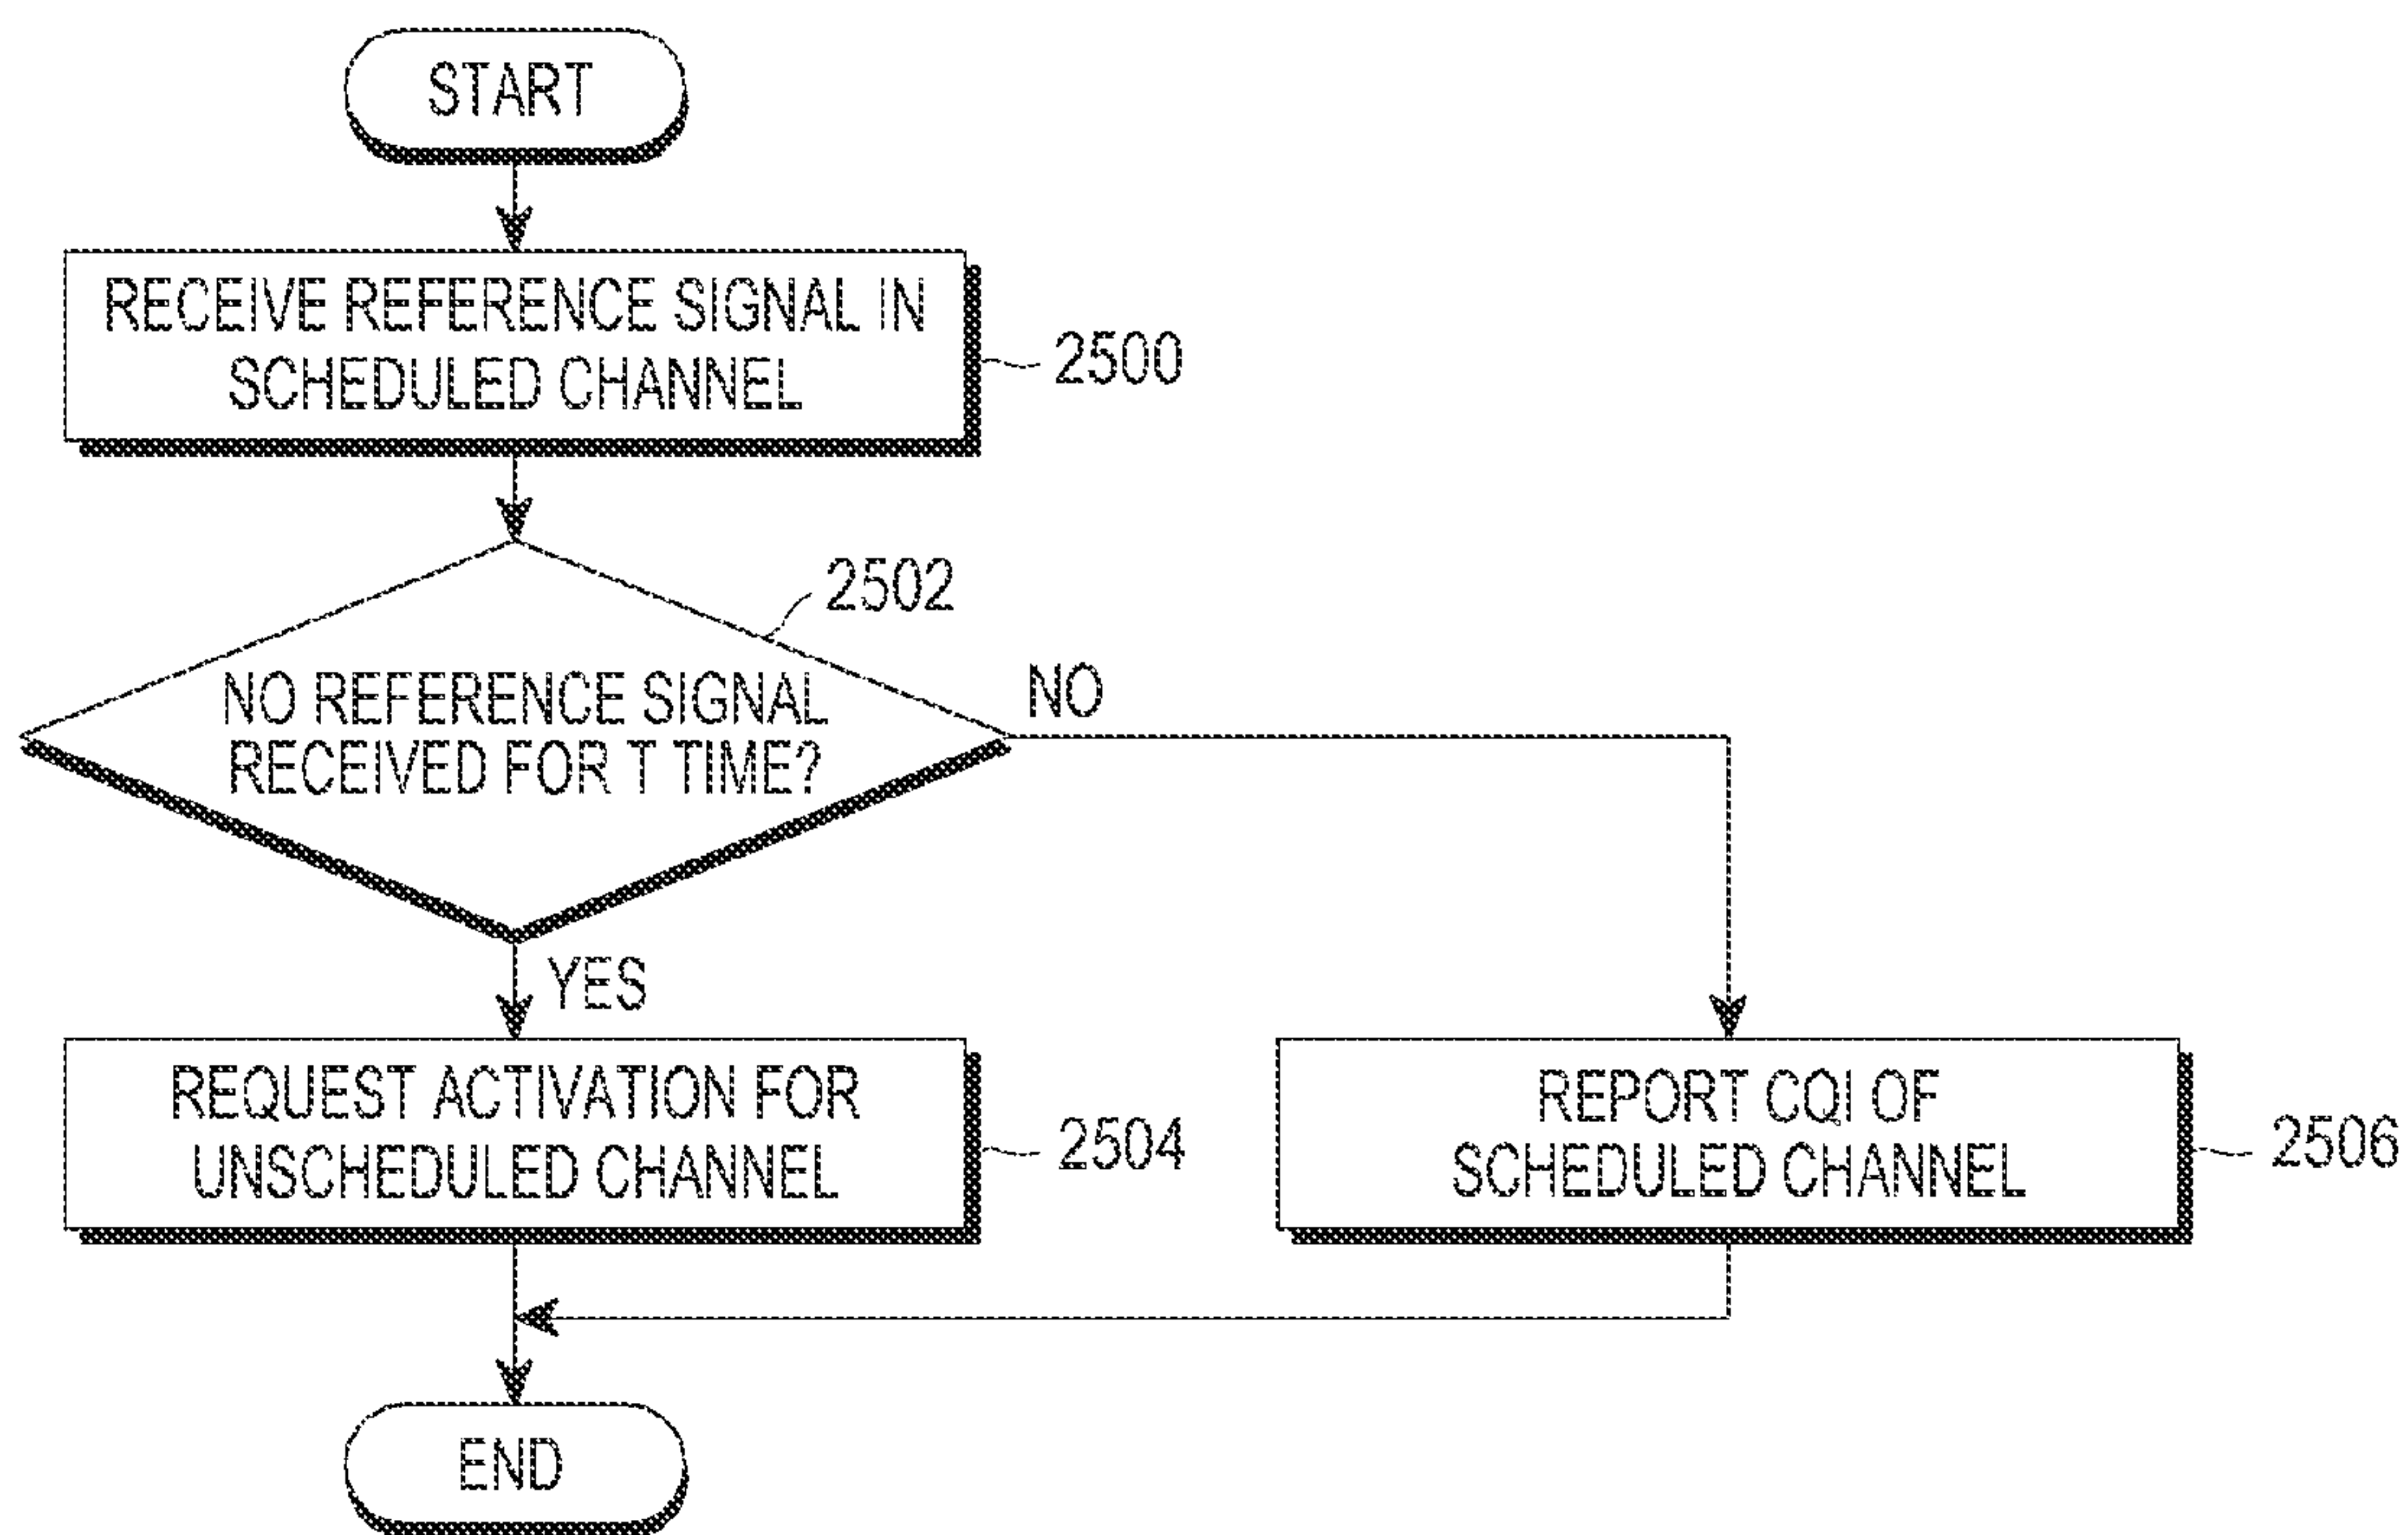 START
RECEIVE REFERENCE SIGNAL IN
SCHEDULED CHANNEL
2500
2502
NO REFERENCE SIGNAL
RECEIVED FOR T TIME?
NO
YES
REQUEST ACTIVATION FOR
UNSCHEDULED CHANNEL
2504
REPORT CQI OF
SCHEDULED CHANNEL
2506
END